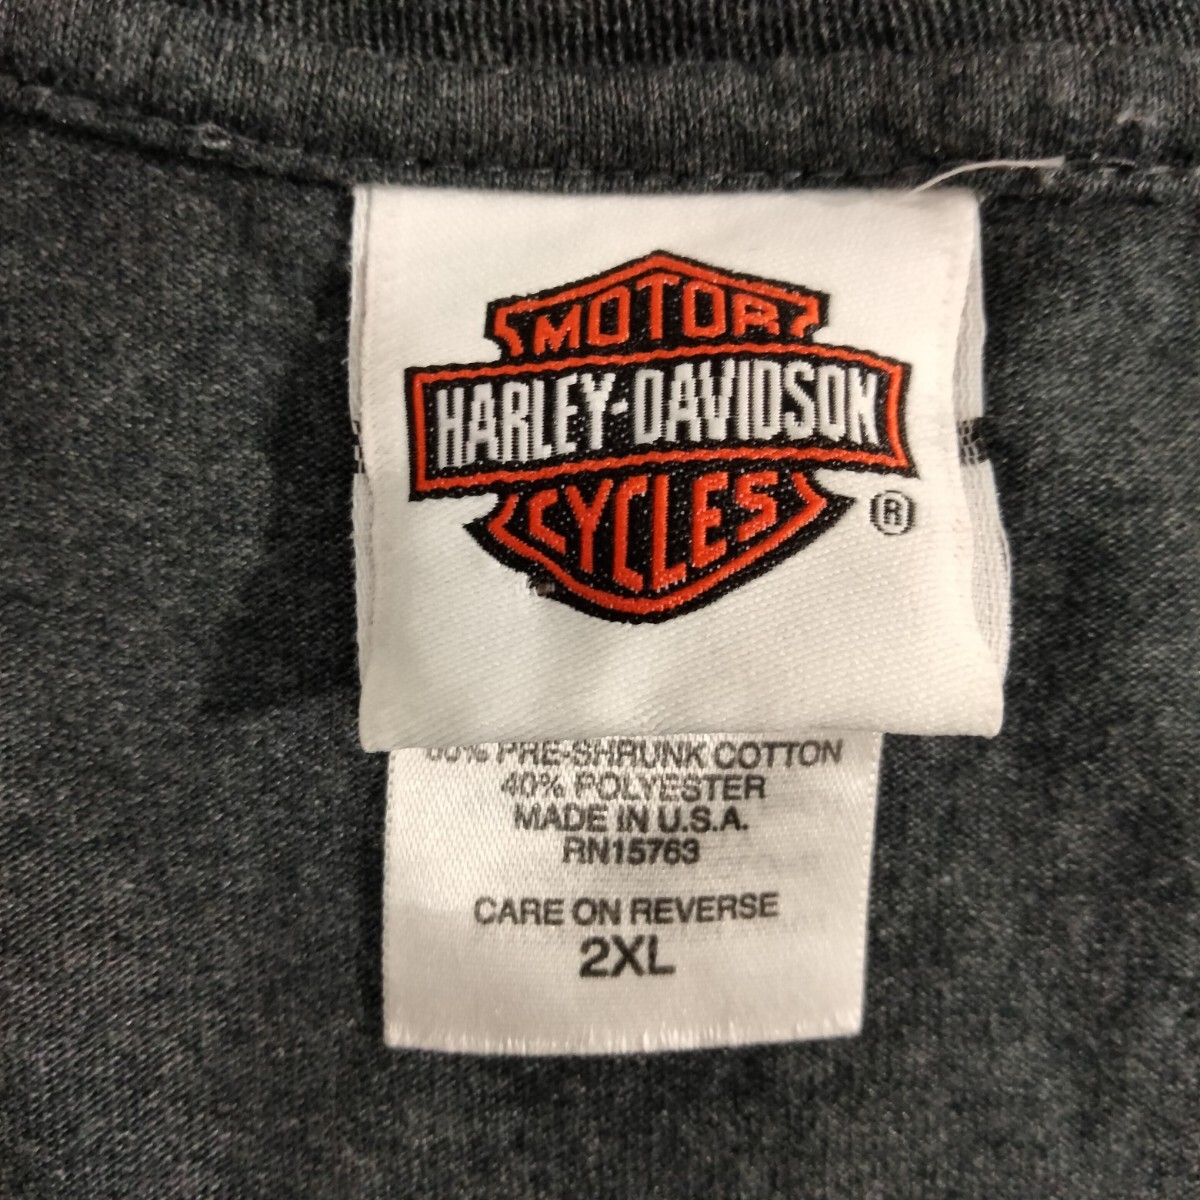 MOTOR
HARLEY-DAVIDSON
CYCLES
®
PRE-SHRUNK COTTON
40% POLYESTER
MADE IN U.S.A.
RN15763
CARE ON REVERSE
2XL